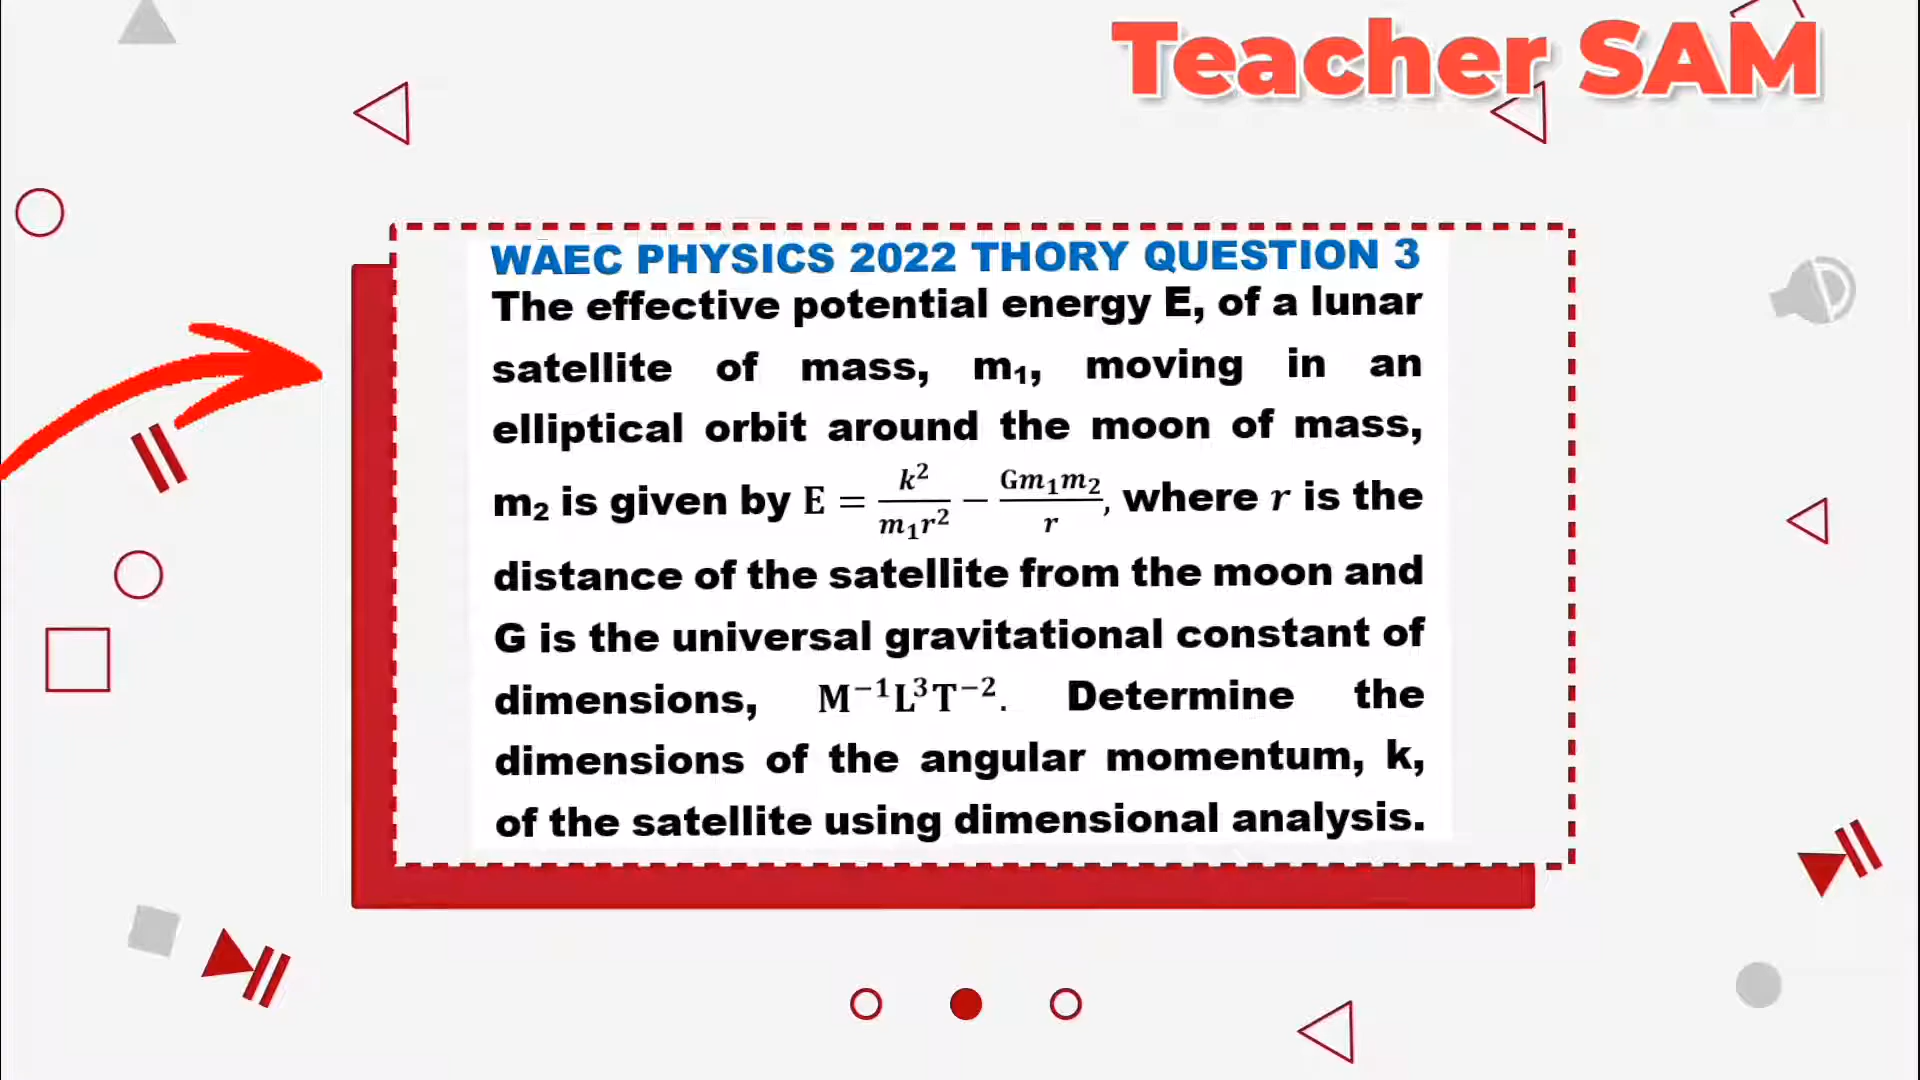 Teacher SAM
WAEC PHYSICS 2022 THORY QUESTION 3
The effective potential energy E, of a lunar
satellite of mass, m₁, moving in an
elliptical orbit around the moon of mass,
m₂ is given by E = k²/m₁r² − Gm₁m₂/r, where r is the
distance of the satellite from the moon and
G is the universal gravitational constant of
dimensions, M⁻¹L³T⁻². Determine the
dimensions of the angular momentum, k,
of the satellite using dimensional analysis.